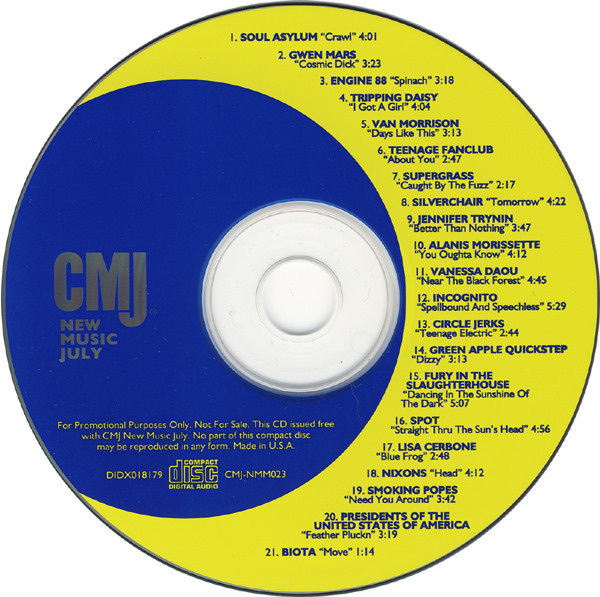 1. SOUL ASYLUM "Crawl" 4:01
2. GWEN MARS
"Cosmic Dick" 3:23
3. ENGINE 88 "Spinach" 3:18
4. TRIPPING DAISY
"I Got A Girl" 4:04
5. VAN MORRISON
"Days Like This" 3:13
6. TEENAGE FANCLUB
"About You" 2:47
7. SUPERGRASS
"Caught By The Fuzz" 2:17
8. SILVERCHAIR "Tomorrow" 4:22
9. JENNIFER TRYNIN
"Better Than Nothing" 3:47
10. ALANIS MORISSETTE
"You Oughta Know" 4:12
11. VANESSA DAOU
"Near The Black Forest" 4:45
12. INCOGNITO
"Spellbound And Speechless" 5:29
13. CIRCLE JERKS
"Teenage Electric" 2:44
14. GREEN APPLE QUICKSTEP
"Dizzy" 3:13
15. FURY IN THE
SLAUGHTERHOUSE
"Dancing In The Sunshine Of
The Dark" 5:07
16. SPOT
"Straight Thru The Sun's Head" 4:56
17. LISA CERBONE
"Blue Frog" 2:48
18. NIXONS "Head" 4:12
19. SMOKING POPES
"Need You Around" 3:42
20. PRESIDENTS OF THE
UNITED STATES OF AMERICA
"Feather Pluckn" 3:19
21. BIOTA "Move" 1:14
CMJ®
NEW
MUSIC
JULY
For Promotional Purposes Only. Not For Sale. This CD issued free
with CMJ New Music July. No part of this compact disc
may be reproduced in any form. Made in U.S.A.
DIDX018179 COMPACT disc DIGITAL AUDIO CMJ-NMM023